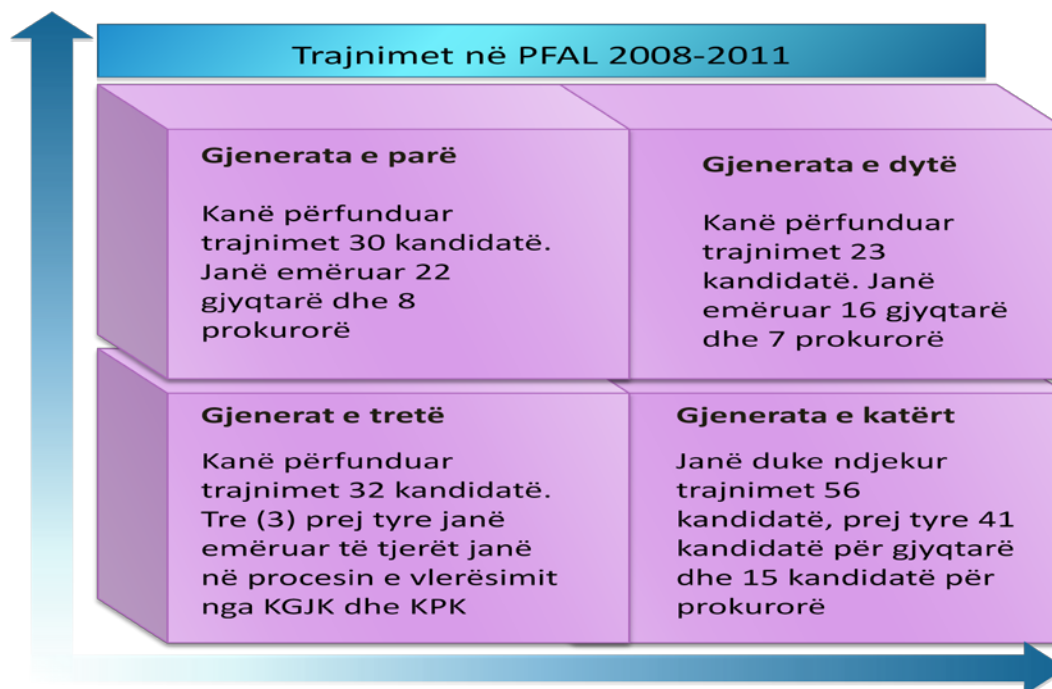 Trajnimet në PFAL 2008-2011
Gjenerata e parë
Kanë përfunduar
trajnimet 30 kandidatë.
Janë emëruar 22
gjyqtarë dhe 8
prokurorë
Gjenerata e dytë
Kanë përfunduar
trajnimet 23
kandidatë. Janë
emëruar 16 gjyqtarë
dhe 7 prokurorë
Gjenerat e tretë
Kanë përfunduar
trajnimet 32 kandidatë.
Tre (3) prej tyre janë
emëruar të tjerët janë
në procesin e vlerësimit
nga KGJK dhe KPK
Gjenerata e katërt
Janë duke ndjekur
trajnimet 56
kandidatë, prej tyre 41
kandidatë për gjyqtarë
dhe 15 kandidatë për
prokurorë